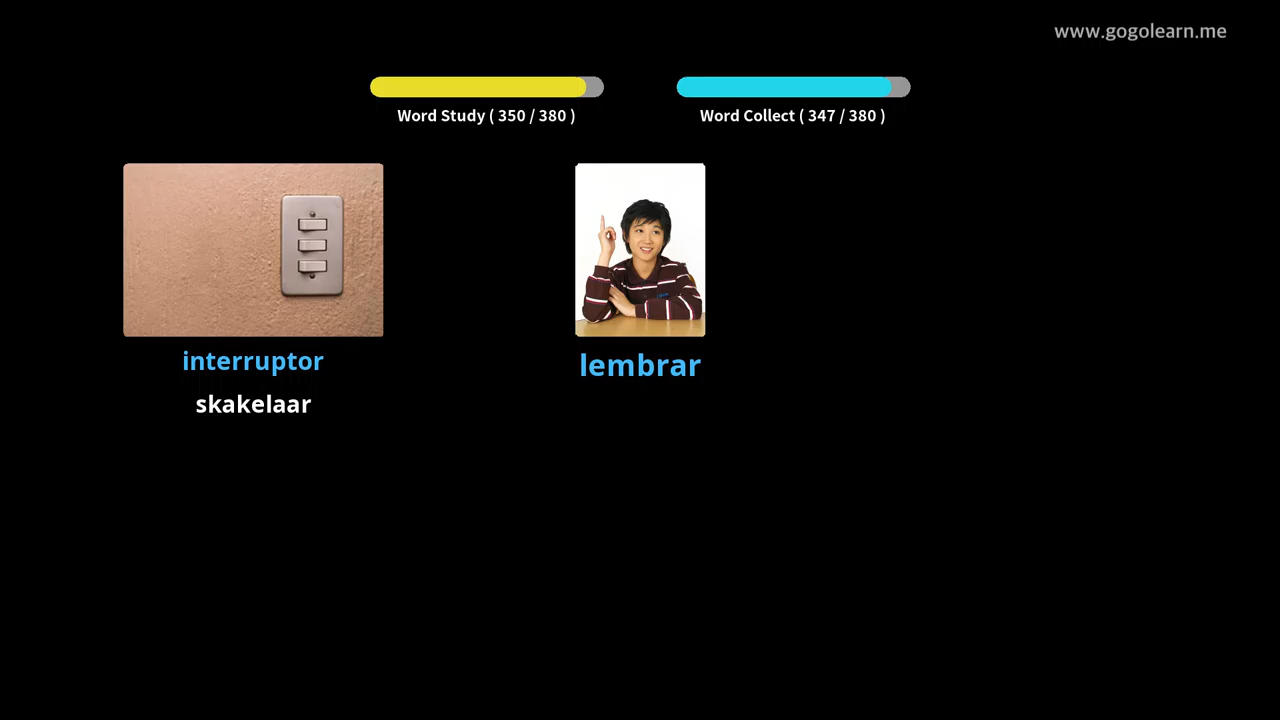 www.gogolearn.me
Word Study ( 350 / 380 )
Word Collect ( 347 / 380 )
interruptor
lembrar
skakelaar